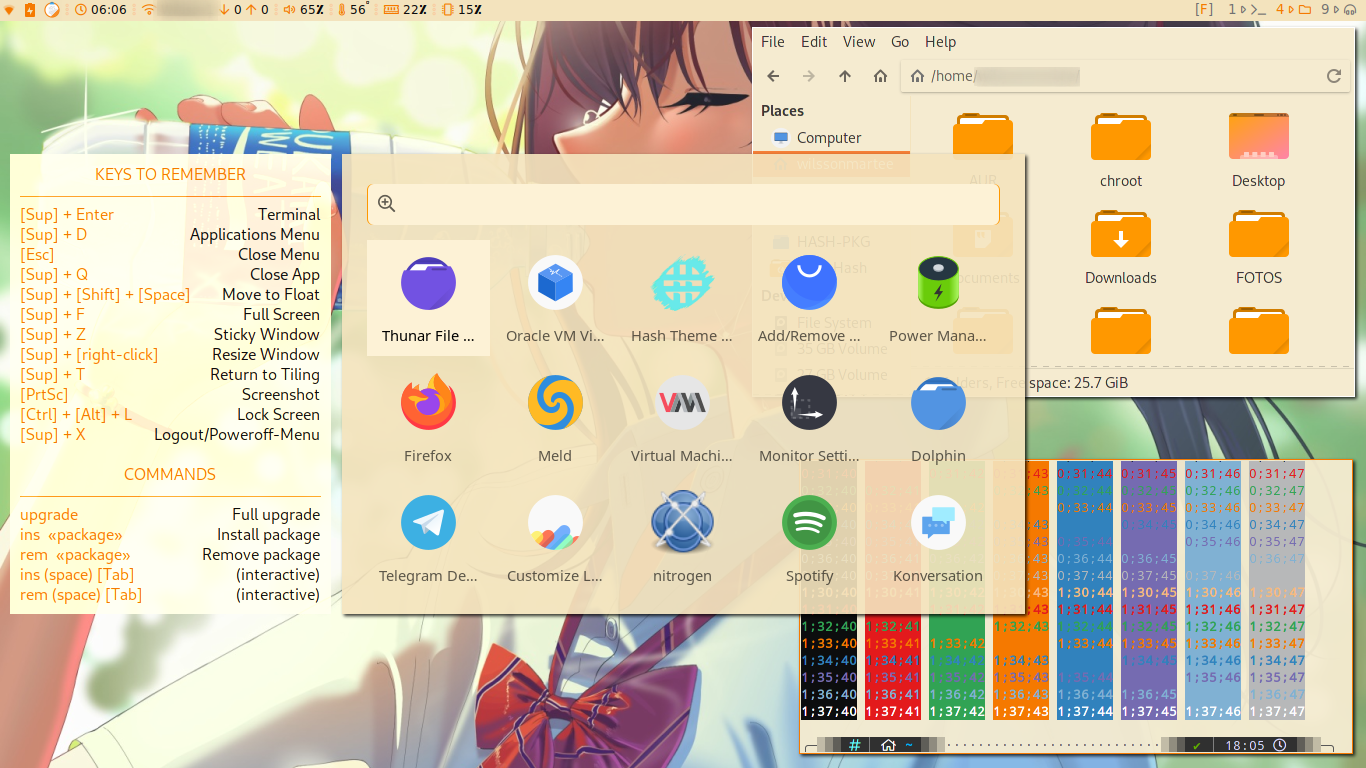 06:06 0 0 65% 56° 22% 15% [F] 1 >_ 4 9
File Edit View Go Help
/home/
Places
Computer
wilssonmartee
AUR
chroot
Desktop
HASH-PKG
Hash
Documents
Downloads
FOTOS
File System
35 GB Volume
27 GB Volume
Free space: 25.7 GiB
KEYS TO REMEMBER
[Sup] + Enter Terminal
[Sup] + D Applications Menu
[Esc] Close Menu
[Sup] + Q Close App
[Sup] + [Shift] + [Space] Move to Float
[Sup] + F Full Screen
[Sup] + Z Sticky Window
[Sup] + [right-click] Resize Window
[Sup] + T Return to Tiling
[PrtSc] Screenshot
[Ctrl] + [Alt] + L Lock Screen
[Sup] + X Logout/Poweroff-Menu
COMMANDS
upgrade Full upgrade
ins «package» Install package
rem «package» Remove package
ins (space) [Tab] (interactive)
rem (space) [Tab] (interactive)
Thunar File ... Oracle VM Vi... Hash Theme ... Add/Remove ... Power Mana...
Firefox Meld Virtual Machi... Monitor Setti... Dolphin
Telegram De... Customize L... nitrogen Spotify Konversation
0;31;43 0;31;44 0;31;45 0;31;46 0;31;47
0;32;44 0;32;45 0;32;46 0;32;47
0;33;44 0;33;45 0;33;46 0;33;47
0;34;45 0;34;46 0;34;47
0;35;44 0;35;46 0;35;47
0;36;45 0;36;47
0;37;44 0;37;45 0;37;46
1;30;40 1;30;41 1;30;42 1;30;43 1;30;44 1;30;45 1;30;46 1;30;47
1;31;43 1;31;44 1;31;45 1;31;46 1;31;47
1;32;40 1;32;41 1;32;43 1;32;44 1;32;45 1;32;46 1;32;47
1;33;40 1;33;41 1;33;42 1;33;44 1;33;45 1;33;46 1;33;47
1;34;40 1;34;41 1;34;42 1;34;43 1;34;45 1;34;46 1;34;47
1;35;40 1;35;41 1;35;42 1;35;43 1;35;44 1;35;46 1;35;47
1;36;40 1;36;41 1;36;42 1;36;43 1;36;44 1;36;45 1;36;46 1;36;47
1;37;40 1;37;41 1;37;42 1;37;43 1;37;44 1;37;45 1;37;46 1;37;47
# ~ ✓ 18:05